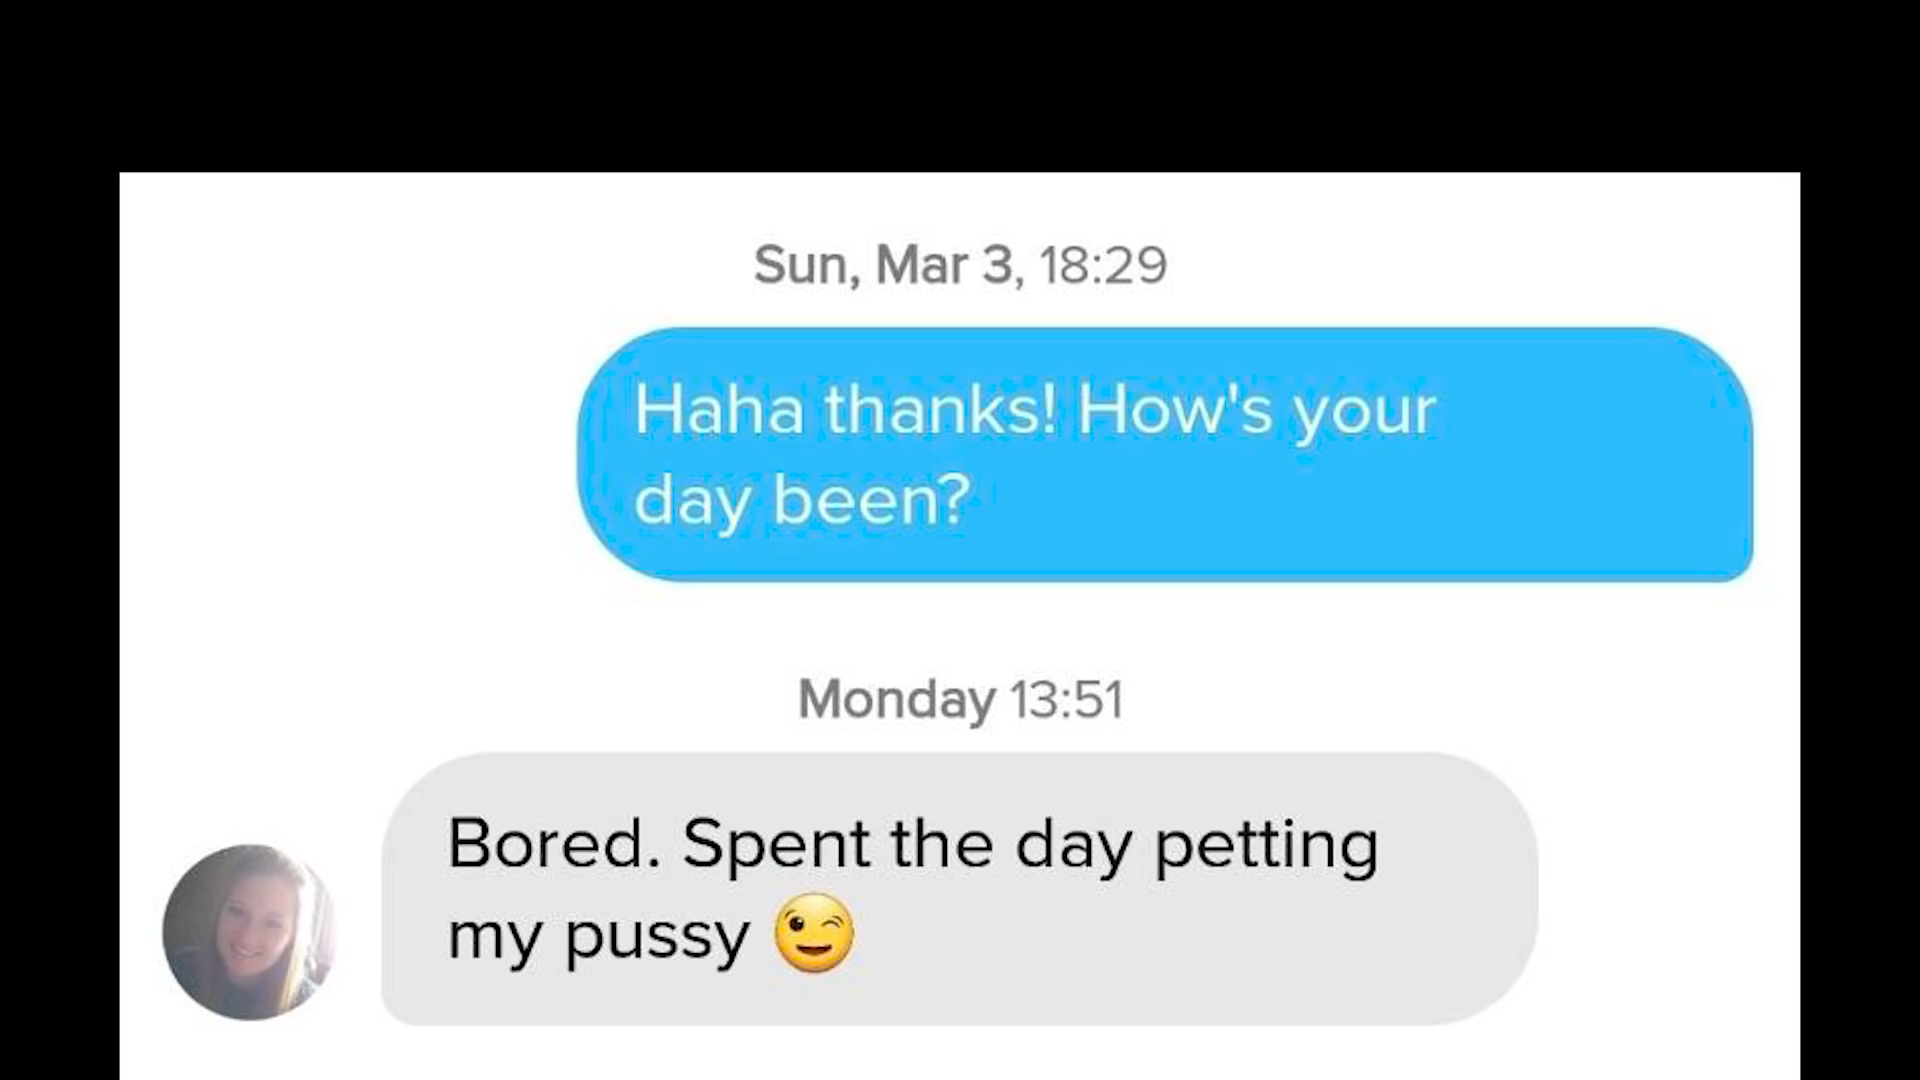 Sun, Mar 3, 18:29
Haha thanks! How's your
day been?
Monday 13:51
Bored. Spent the day petting
my pussy 😉